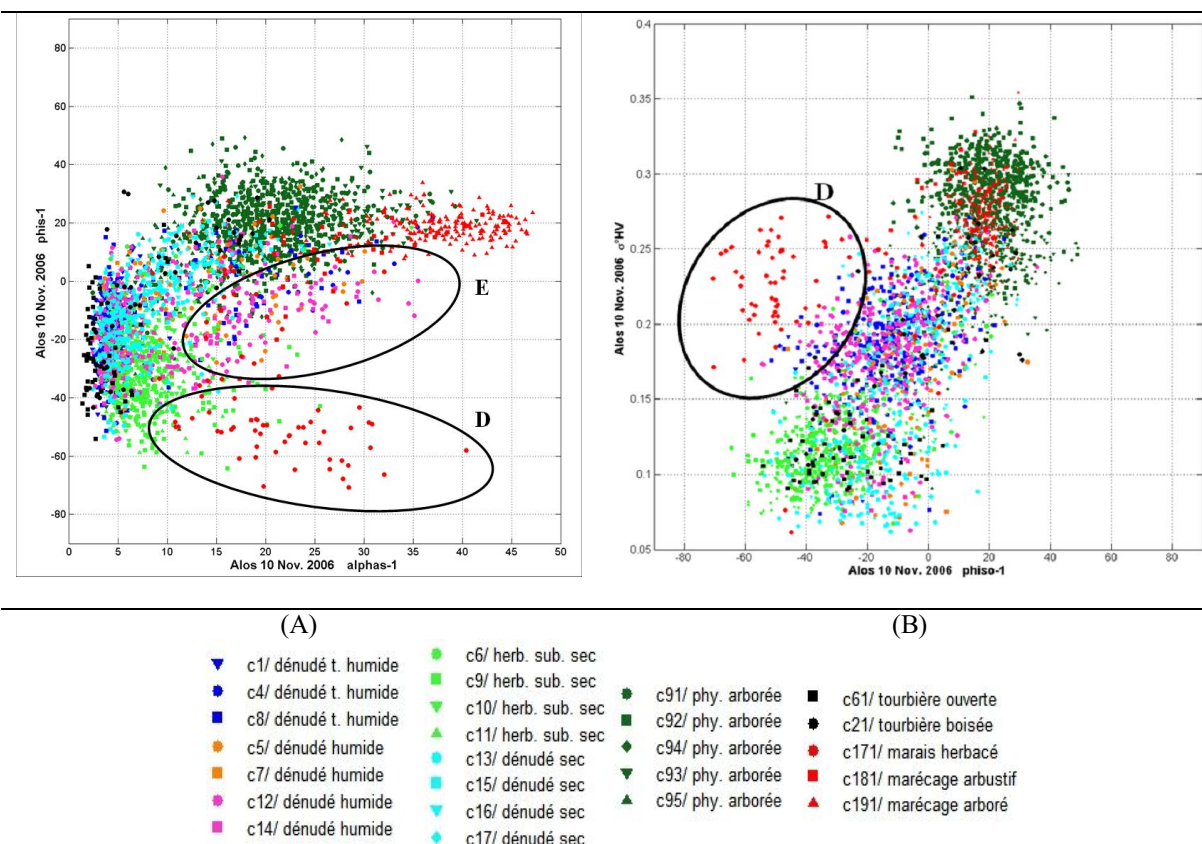 80
60
40
20
0
-20
-40
-60
-80
0 5 10 15 20 25 30 35 40 45 50
Alos 10 Nov. 2006 phis-1
Alos 10 Nov. 2006 alphas-1
E
D
0.4
0.35
0.3
0.25
0.2
0.15
0.1
0.05
-80 -60 -40 -20 0 20 40 60 80
Alos 10 Nov. 2006 σ°HV
Alos 10 Nov. 2006 phiso-1
D
(A) (B)
c1/ dénudé t. humide
c4/ dénudé t. humide
c8/ dénudé t. humide
c5/ dénudé humide
c7/ dénudé humide
c12/ dénudé humide
c14/ dénudé humide
c6/ herb. sub. sec
c9/ herb. sub. sec
c10/ herb. sub. sec
c11/ herb. sub. sec
c13/ dénudé sec
c15/ dénudé sec
c16/ dénudé sec
c17/ dénudé sec
c91/ phy. arborée
c92/ phy. arborée
c94/ phy. arborée
c93/ phy. arborée
c95/ phy. arborée
c61/ tourbière ouverte
c21/ tourbière boisée
c171/ marais herbacé
c181/ marécage arbustif
c191/ marécage arboré